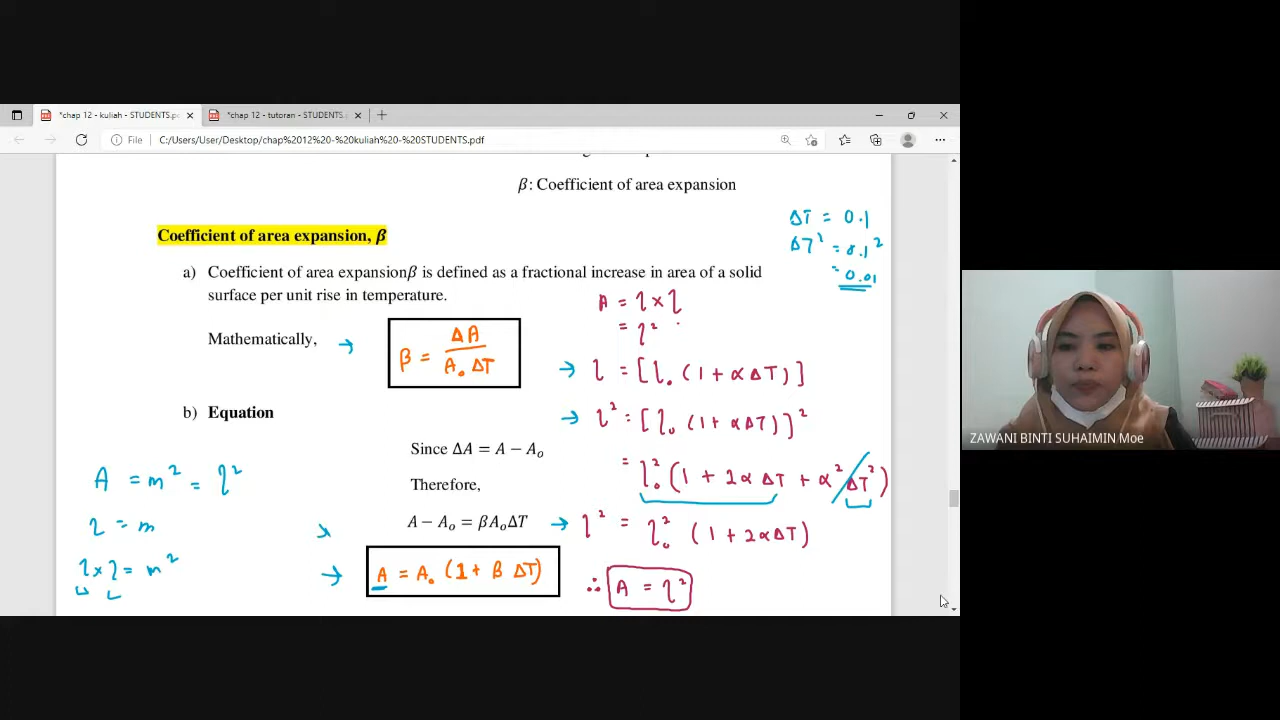 *chap 12 - kuliah - STUDENTS.pd
*chap 12 - tutoran - STUDENTS.
File
C:/Users/User/Desktop/chap%2012%20-%20kuliah%20-%20STUDENTS.pdf
β: Coefficient of area expansion
Coefficient of area expansion, β
a) Coefficient of area expansionβ is defined as a fractional increase in area of a solid
surface per unit rise in temperature.
Mathematically,
β = ΔA / A₀ ΔT
b) Equation
Since ΔA = A − Aₒ
Therefore,
A − Aₒ = βAₒΔT
A = A₀ (1 + β ΔT)
A = m² = l²
l = m
l × l = m²
ΔT = 0.1
ΔT² = 0.1²
= 0.01
A = l × l
= l²
l = [l₀ (1 + αΔT)]
l² = [l₀ (1 + αΔT)]²
= l₀² (1 + 2αΔT + α²ΔT²)
l² = l₀² (1 + 2αΔT)
∴ A = l²
ZAWANI BINTI SUHAIMIN Moe